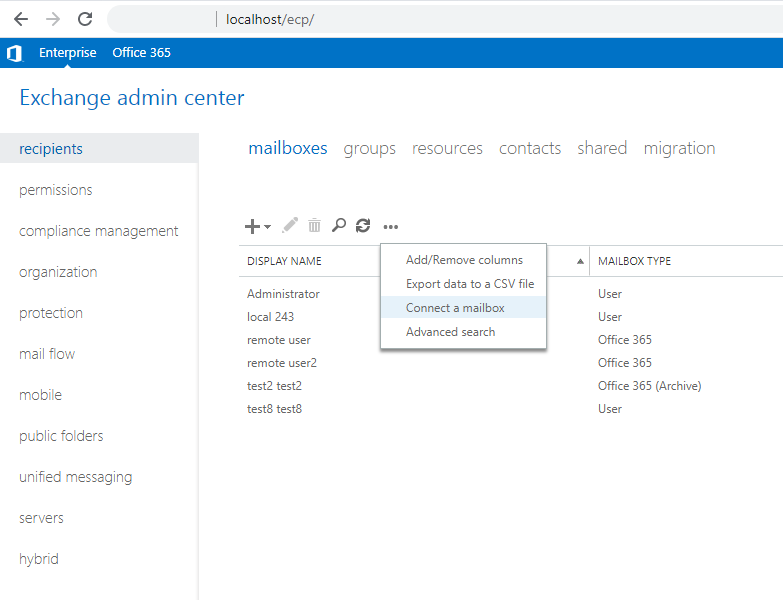 localhost/ecp/
Enterprise Office 365
Exchange admin center
recipients
permissions
compliance management
organization
protection
mail flow
mobile
public folders
unified messaging
servers
hybrid
mailboxes groups resources contacts shared migration
DISPLAY NAME MAILBOX TYPE
Administrator User
local 243 User
remote user Office 365
remote user2 Office 365
test2 test2 Office 365 (Archive)
test8 test8 User
Add/Remove columns
Export data to a CSV file
Connect a mailbox
Advanced search